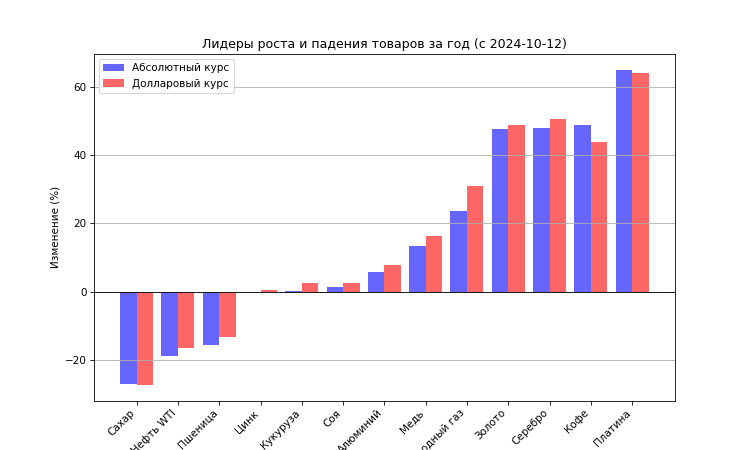 Лидеры роста и падения товаров за год (с 2024-10-12)
Абсолютный курс
Долларовый курс
Изменение (%)
60
40
20
0
−20
Сахар
Нефть WTI
Пшеница
Цинк
Кукуруза
Соя
Алюминий
Медь
газ
Золото
Серебро
Кофе
Платина